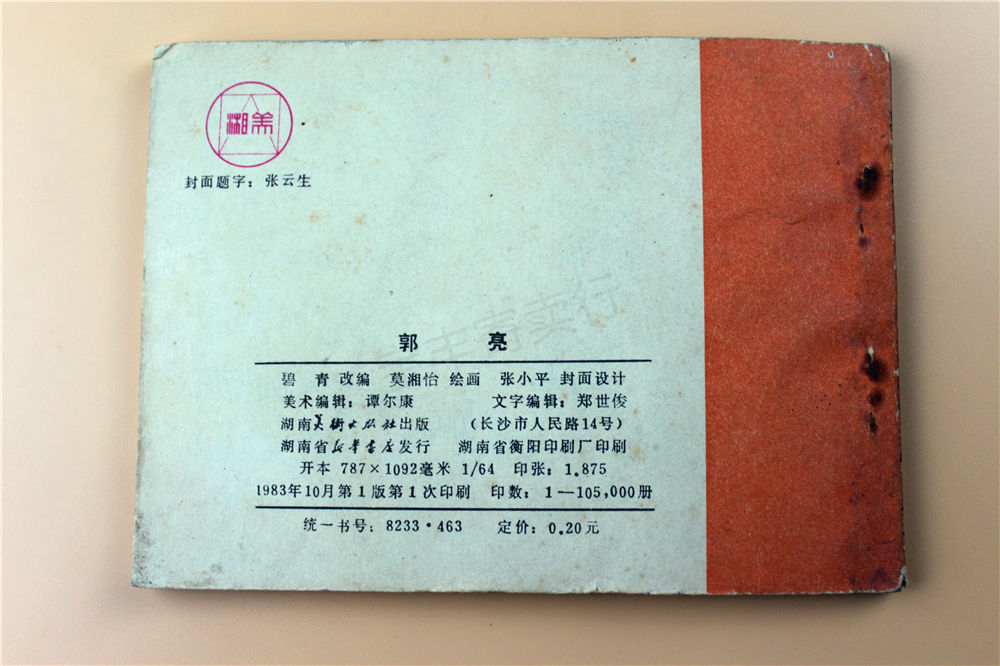 湘美
封面题字：张云生
郭 亮
碧 青 改编 莫湘怡 绘画 张小平 封面设计
美术编辑：谭尔康 文字编辑：郑世俊
湖南美術出版社出版 （长沙市人民路14号）
湖南省新华书店发行 湖南省衡阳印刷厂印刷
开本 787×1092毫米 1/64 印张：1.875
1983年10月第1版第1次印刷 印数：1—105,000册
统一书号：8233·463 定价：0.20元